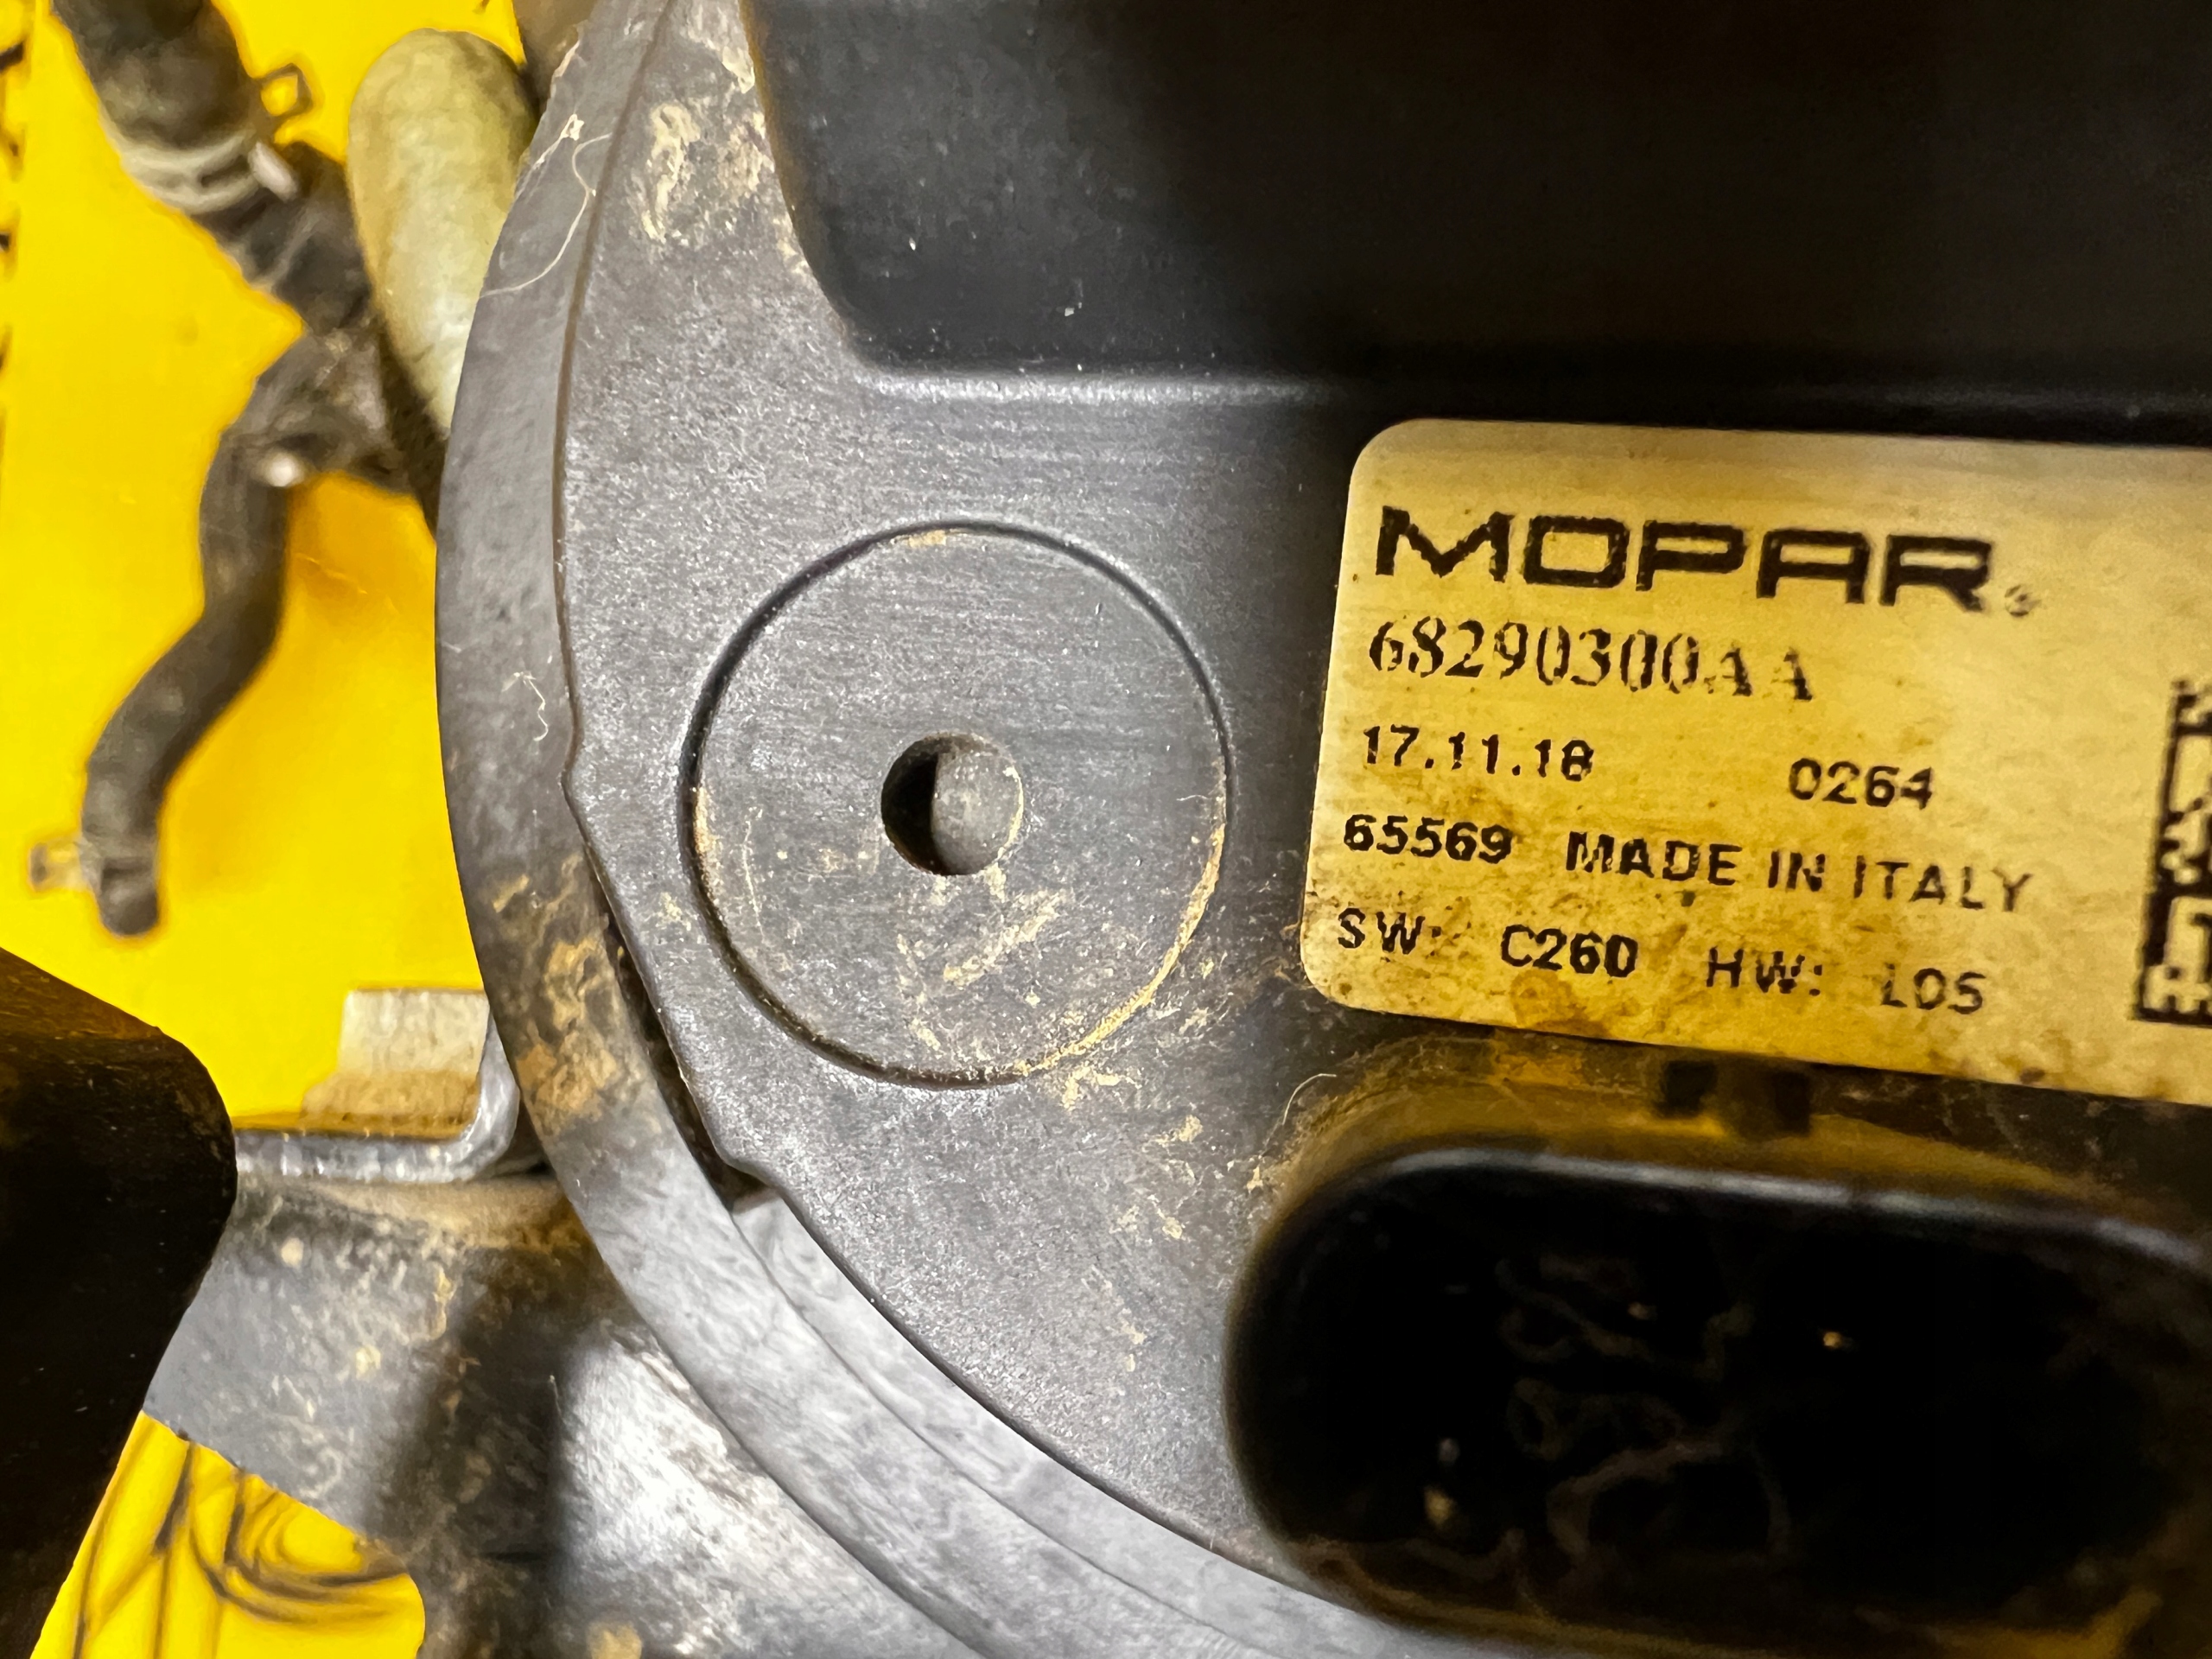 MOPAR®
68290300AA
17.11.18 0264
65569 MADE IN ITALY
SW: C260 HW: L05